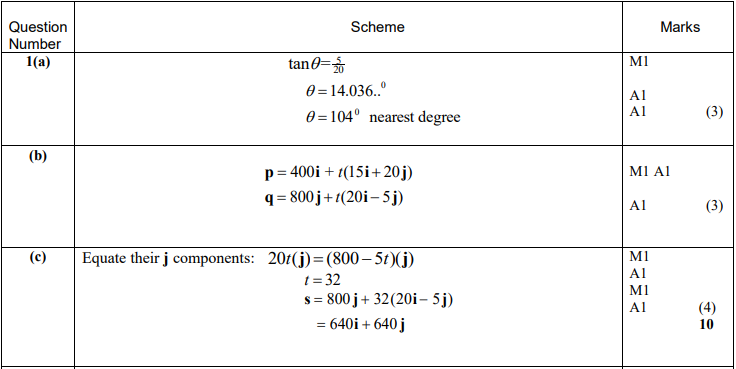 Question Number Scheme Marks
1(a) tanθ=5/20 M1
θ = 14.036..⁰ A1
θ = 104⁰ nearest degree A1 (3)
(b)
p = 400i + t(15i + 20j) M1 A1
q = 800j + t(20i − 5j) A1 (3)
(c) Equate their j components: 20t(j) = (800 − 5t)(j) M1
t = 32 A1
s = 800j + 32(20i − 5j) M1
= 640i + 640j A1 (4)
10